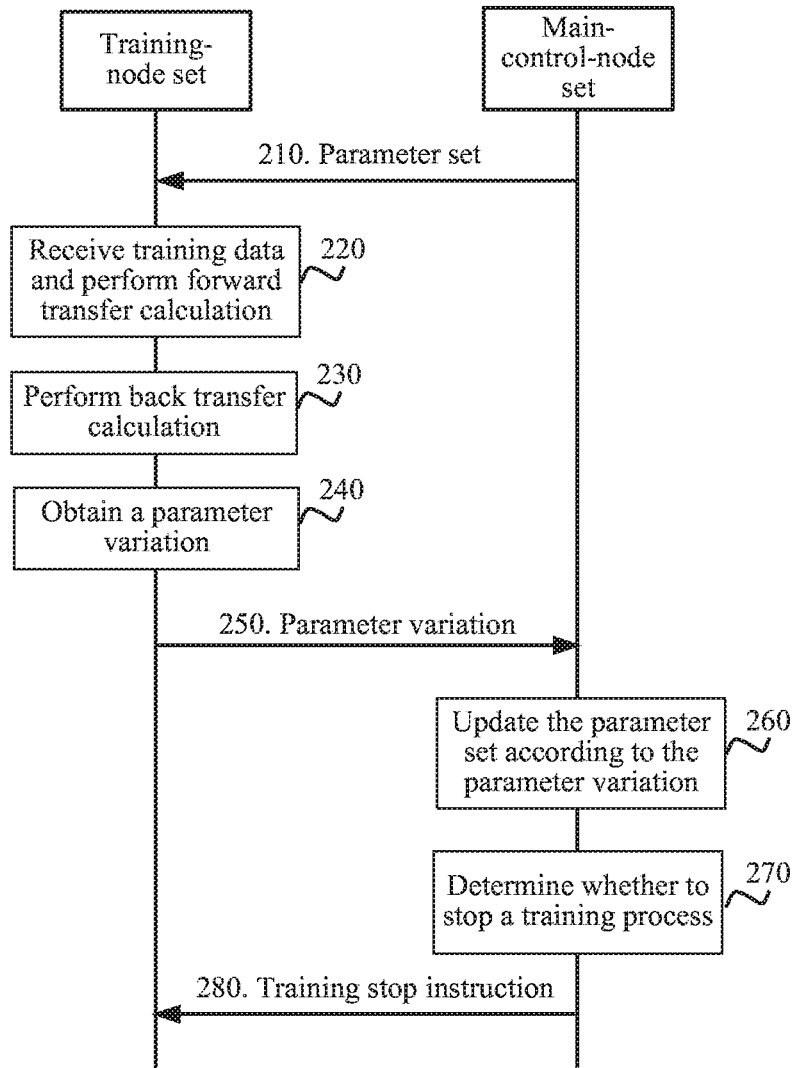 Training-
node set
Main-
control-node
set
210. Parameter set
Receive training data
and perform forward
transfer calculation
220
Perform back transfer
calculation
230
Obtain a parameter
variation
240
250. Parameter variation
Update the parameter
set according to the
parameter variation
260
Determine whether to
stop a training process
270
280. Training stop instruction